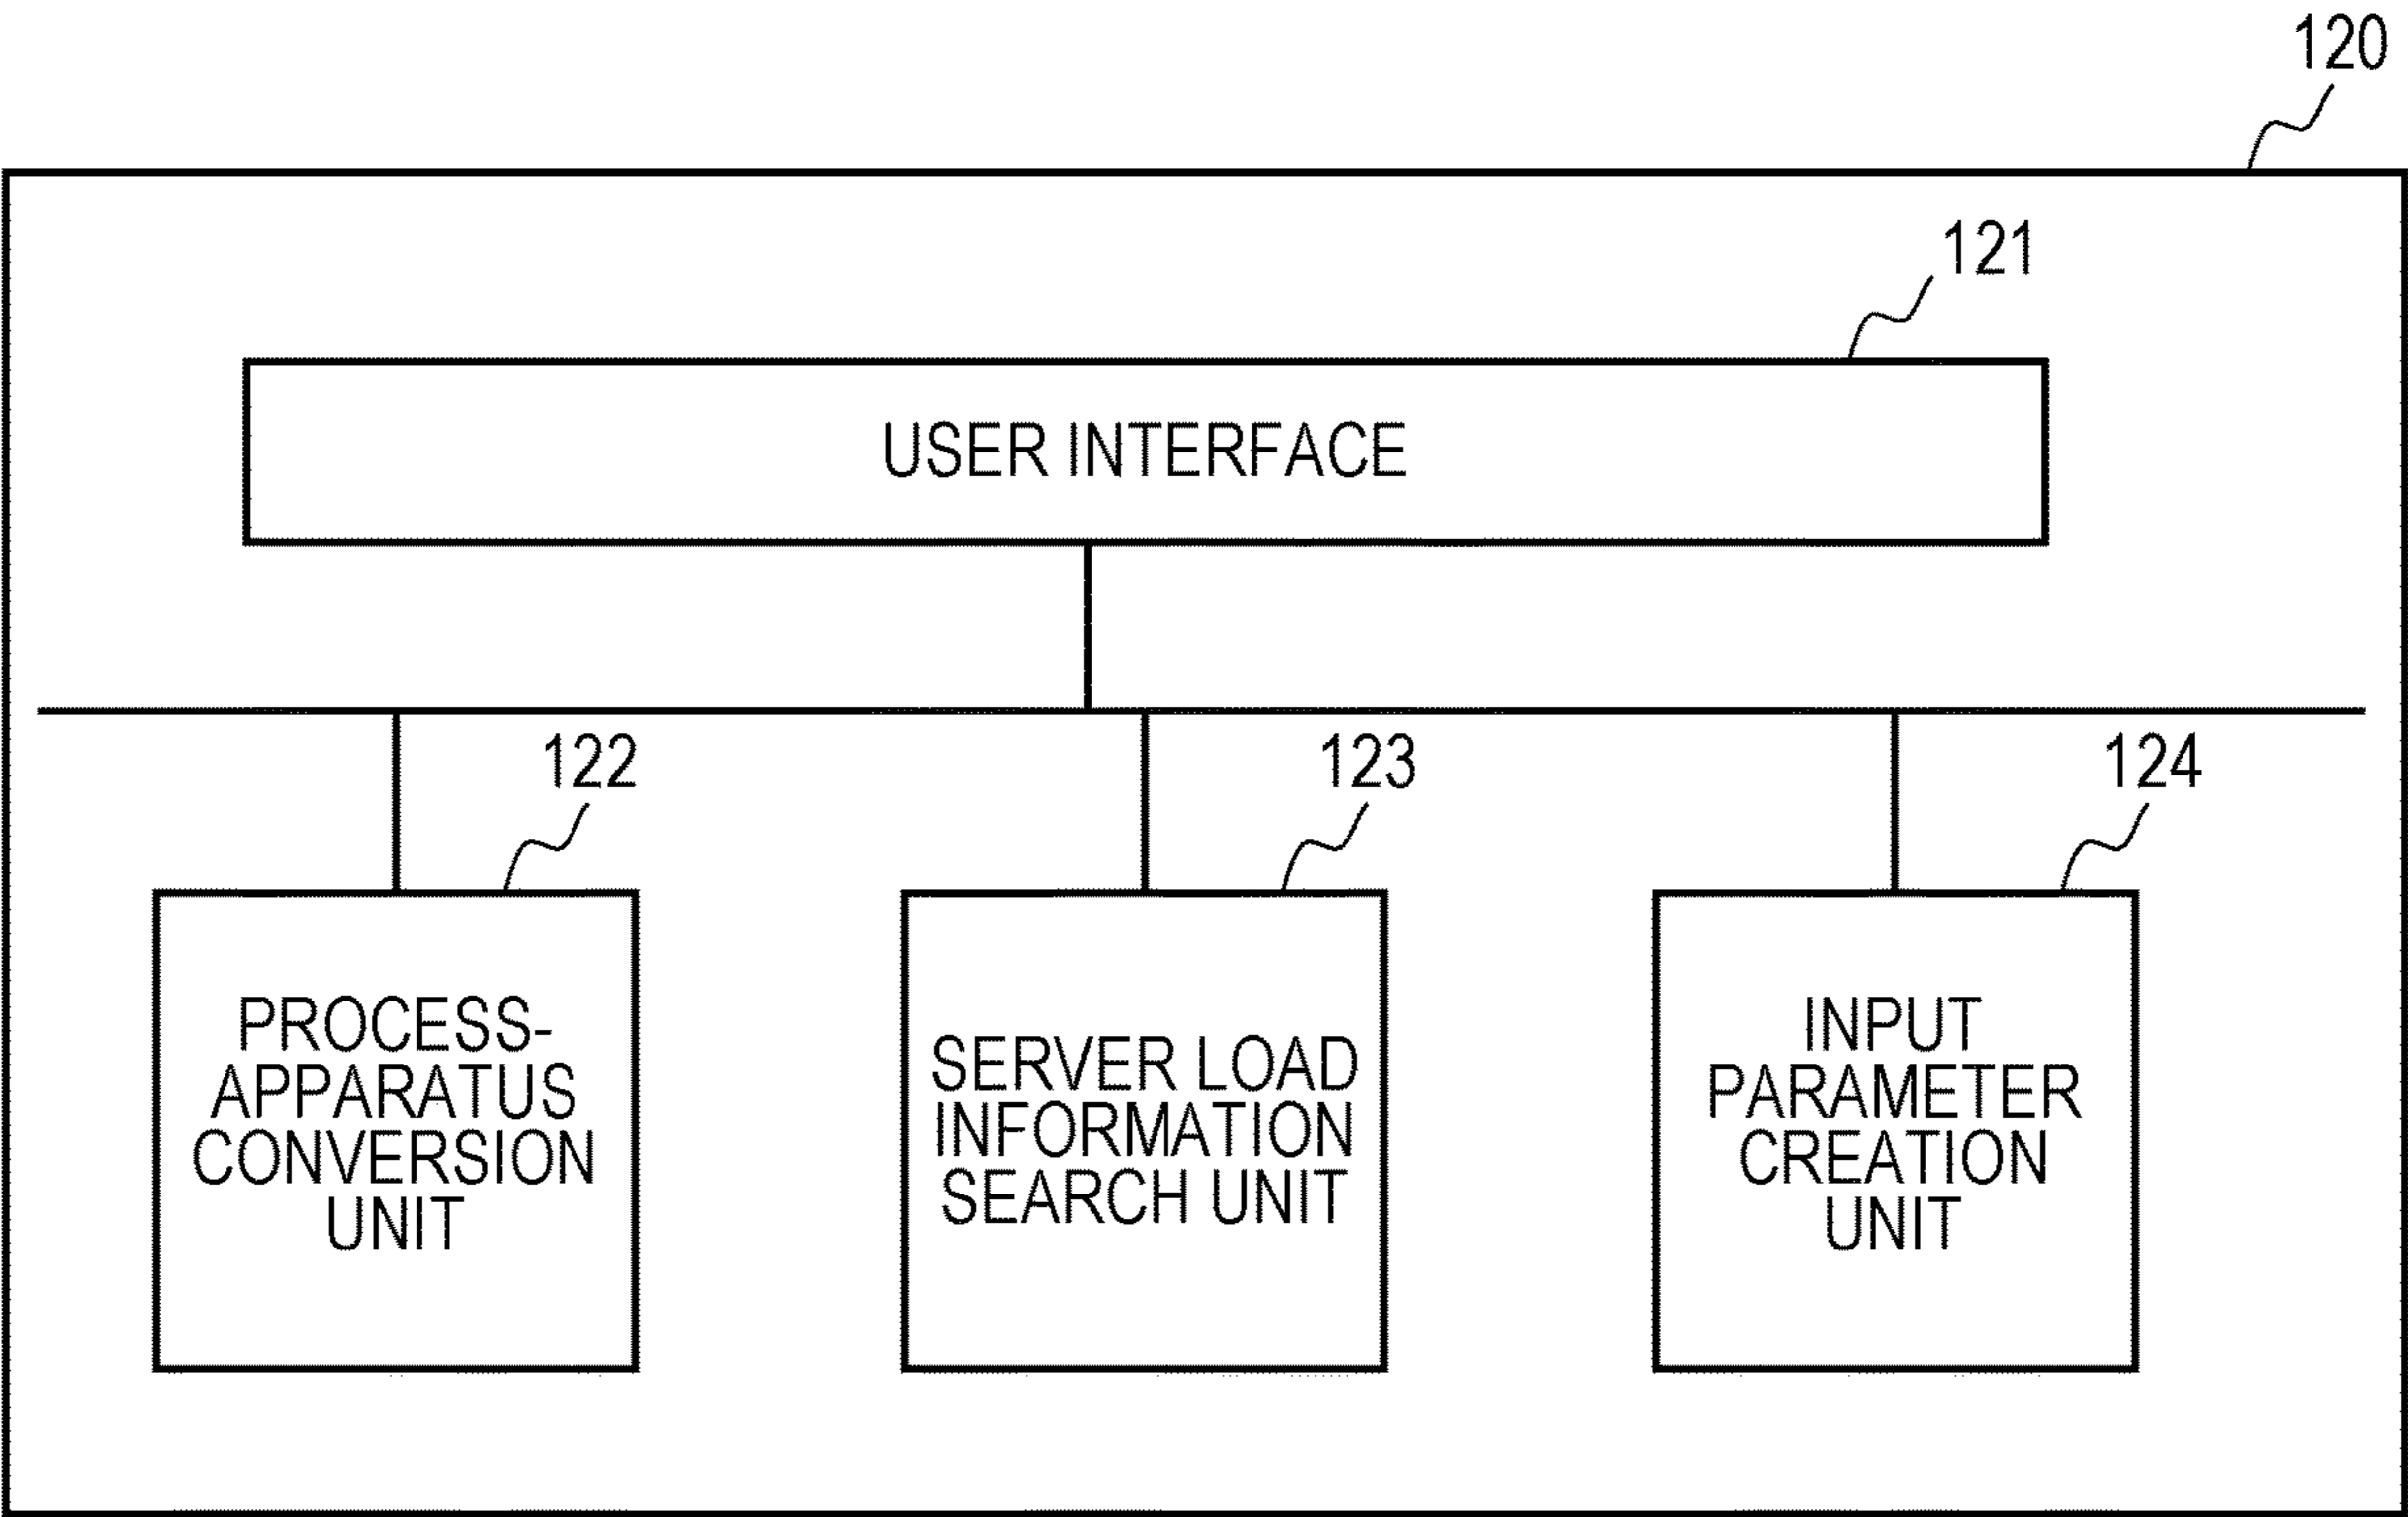 120
121
USER INTERFACE
122
123
124
PROCESS-
APPARATUS
CONVERSION
UNIT
SERVER LOAD
INFORMATION
SEARCH UNIT
INPUT
PARAMETER
CREATION
UNIT